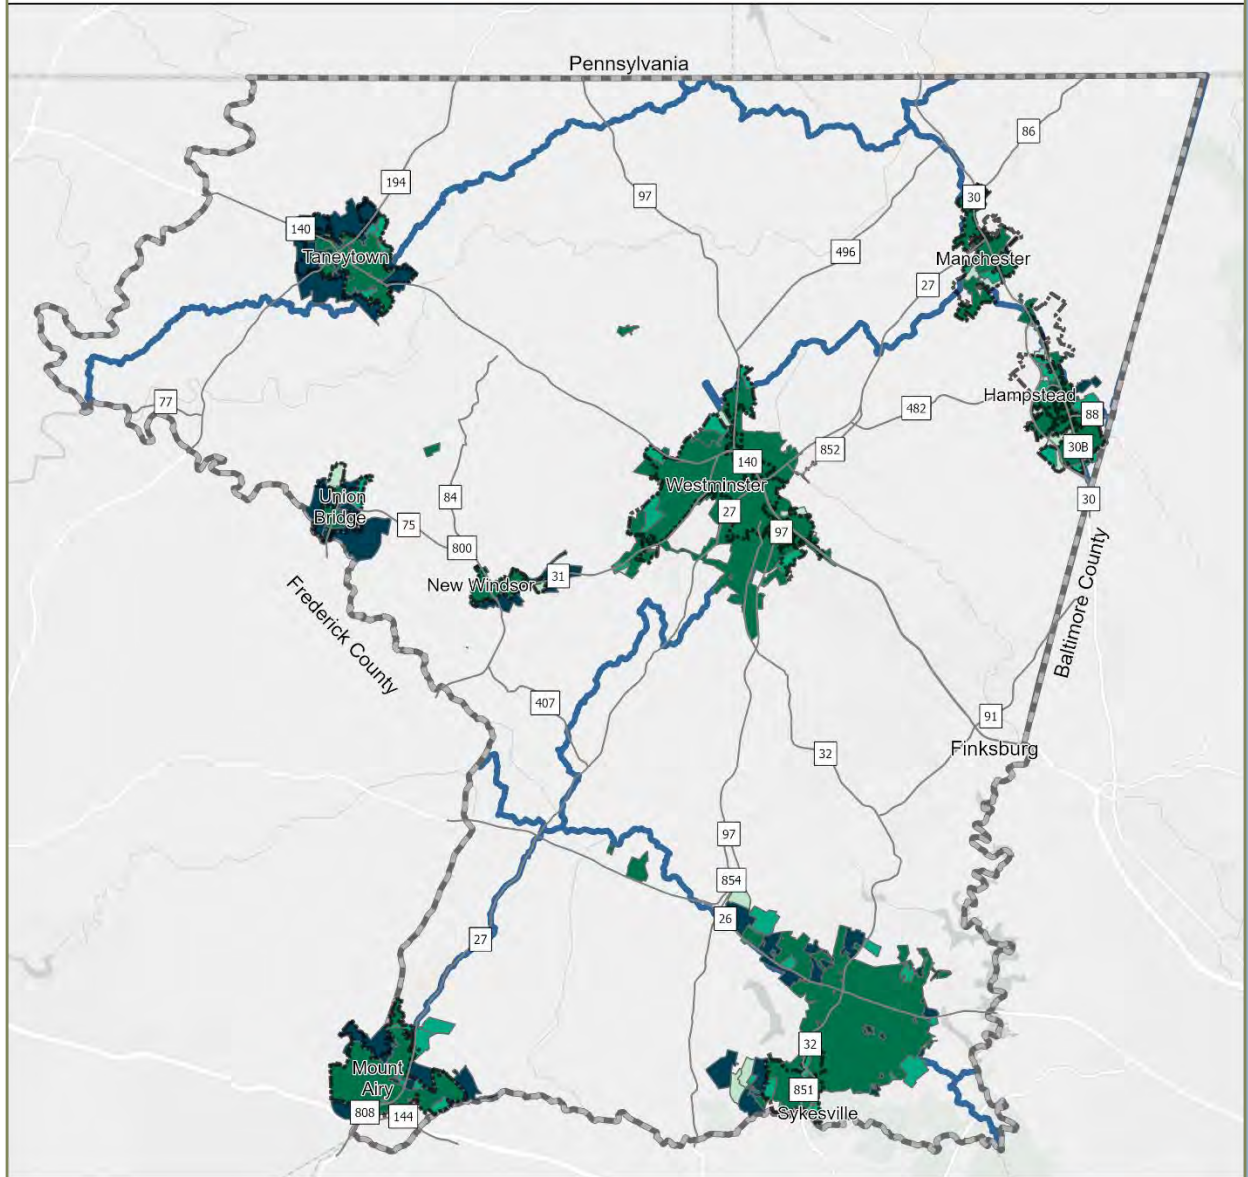 Pennsylvania
86
194
97
30
140
Taneytown
496
Manchester
27
77
Hampstead
482
88
852
30B
140
Westminster
Union
Bridge
84
27
30
75
97
800
New Windsor
31
Frederick County
Baltimore County
407
91
Finksburg
32
97
854
26
27
32
Mount
Airy
851
808
144
Sykesville